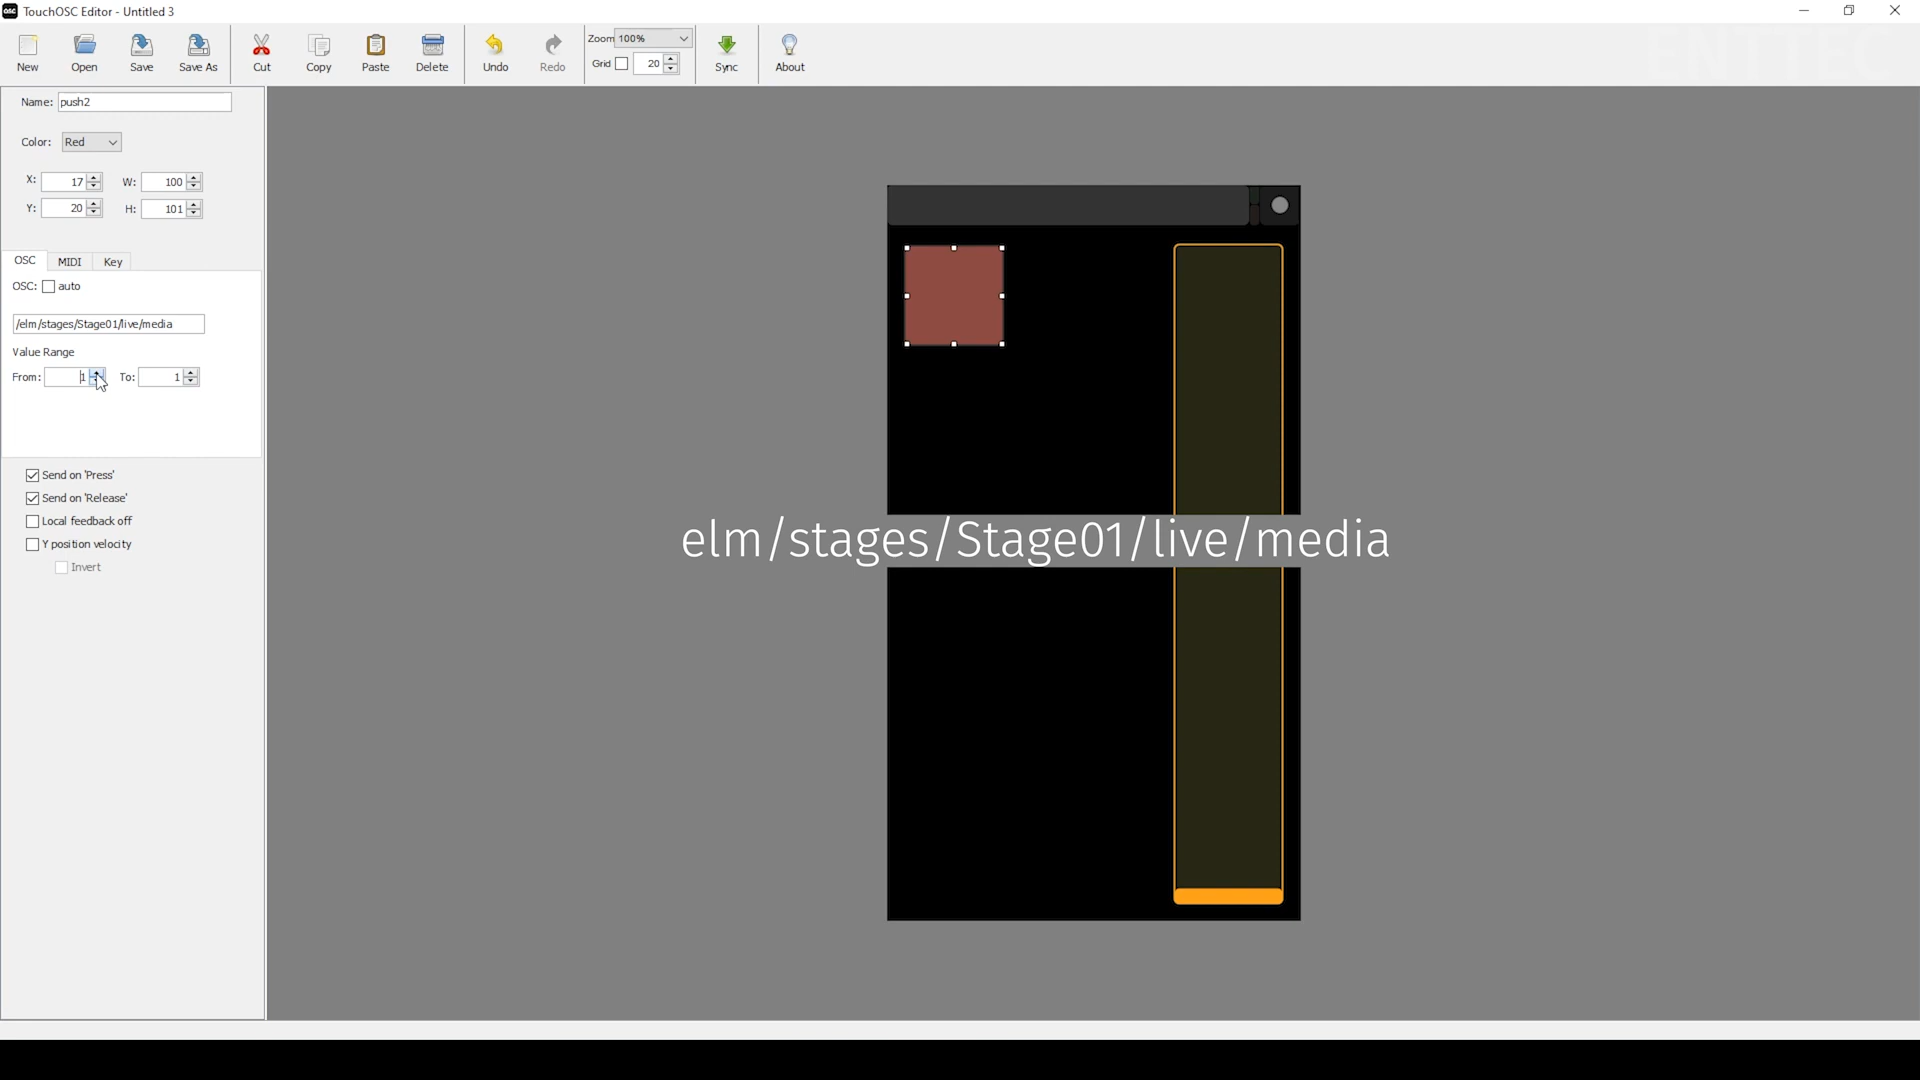 TouchOSC Editor - Untitled 3
New Open Save Save As Cut Copy Paste Delete Undo Redo Zoom 100% Grid 20 Sync About
ENTTEC
Name: push2
Color: Red
X: 17 W: 100
Y: 20 H: 101
OSC MIDI Key
OSC: auto
/elm/stages/Stage01/live/media
Value Range
From: 1 To: 1
Send on 'Press'
Send on 'Release'
Local feedback off
Y position velocity
Invert
elm/stages/Stage01/live/media